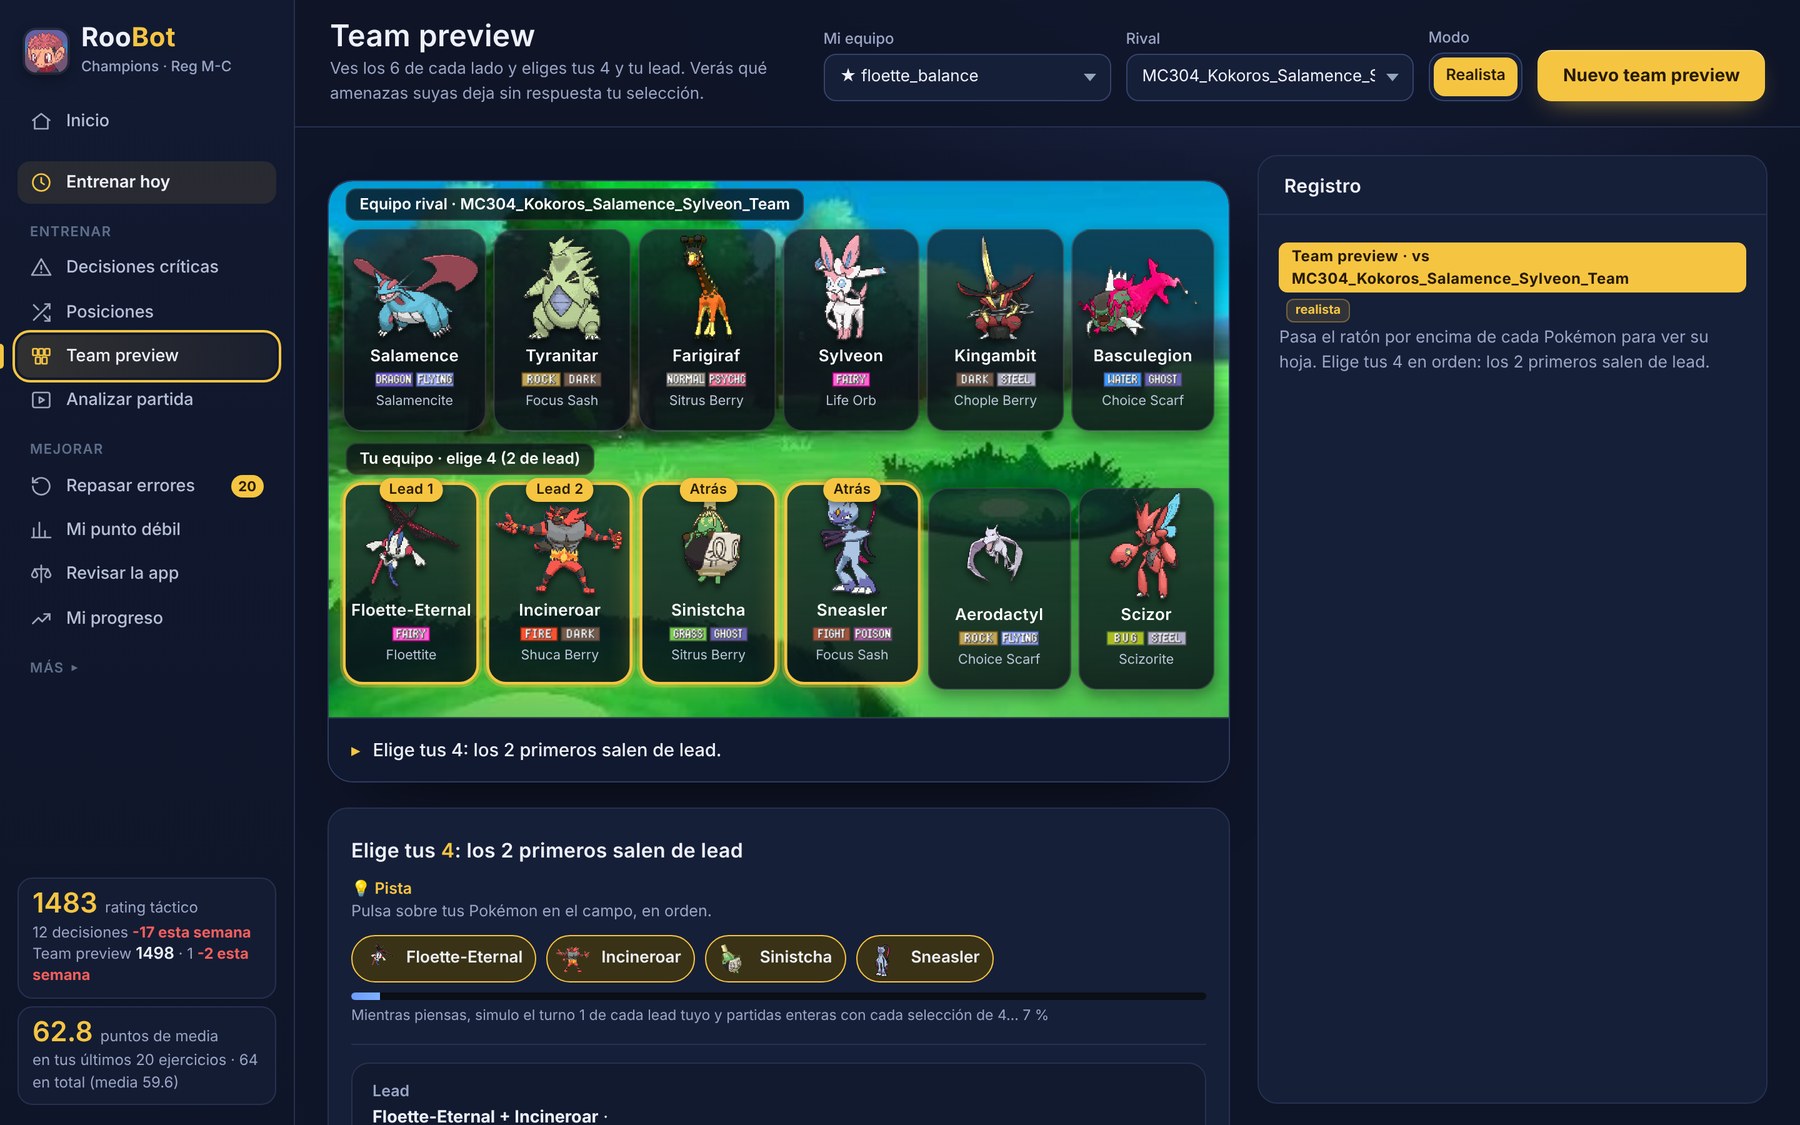 RooBot
Champions · Reg M-C
Inicio
Entrenar hoy
ENTRENAR
Decisiones críticas
Posiciones
Team preview
Analizar partida
MEJORAR
Repasar errores 20
Mi punto débil
Revisar la app
Mi progreso
MÁS ▸
1483 rating táctico
12 decisiones -17 esta semana
Team preview 1498 · 1 -2 esta
semana
62.8 puntos de media
en tus últimos 20 ejercicios · 64
en total (media 59.6)
Team preview
Ves los 6 de cada lado y eliges tus 4 y tu lead. Verás qué
amenazas suyas deja sin respuesta tu selección.
Mi equipo
★ floette_balance
Rival
MC304_Kokoros_Salamence_S
Modo
Realista
Nuevo team preview
Equipo rival · MC304_Kokoros_Salamence_Sylveon_Team
Salamence
DRAGON FLYING
Salamencite
Tyranitar
ROCK DARK
Focus Sash
Farigiraf
NORMAL PSYCHC
Sitrus Berry
Sylveon
FAIRY
Life Orb
Kingambit
DARK STEEL
Chople Berry
Basculegion
WATER GHOST
Choice Scarf
Tu equipo · elige 4 (2 de lead)
Lead 1
Floette-Eternal
FAIRY
Floettite
Lead 2
Incineroar
FIRE DARK
Shuca Berry
Atrás
Sinistcha
GRASS GHOST
Sitrus Berry
Atrás
Sneasler
FIGHT POISON
Focus Sash
Aerodactyl
ROCK FLYING
Choice Scarf
Scizor
BUG STEEL
Scizorite
▸ Elige tus 4: los 2 primeros salen de lead.
Elige tus 4: los 2 primeros salen de lead
💡 Pista
Pulsa sobre tus Pokémon en el campo, en orden.
Floette-Eternal
Incineroar
Sinistcha
Sneasler
Mientras piensas, simulo el turno 1 de cada lead tuyo y partidas enteras con cada selección de 4... 7 %
Lead
Floette-Eternal + Incineroar ·
Registro
Team preview · vs
MC304_Kokoros_Salamence_Sylveon_Team
realista
Pasa el ratón por encima de cada Pokémon para ver su
hoja. Elige tus 4 en orden: los 2 primeros salen de lead.